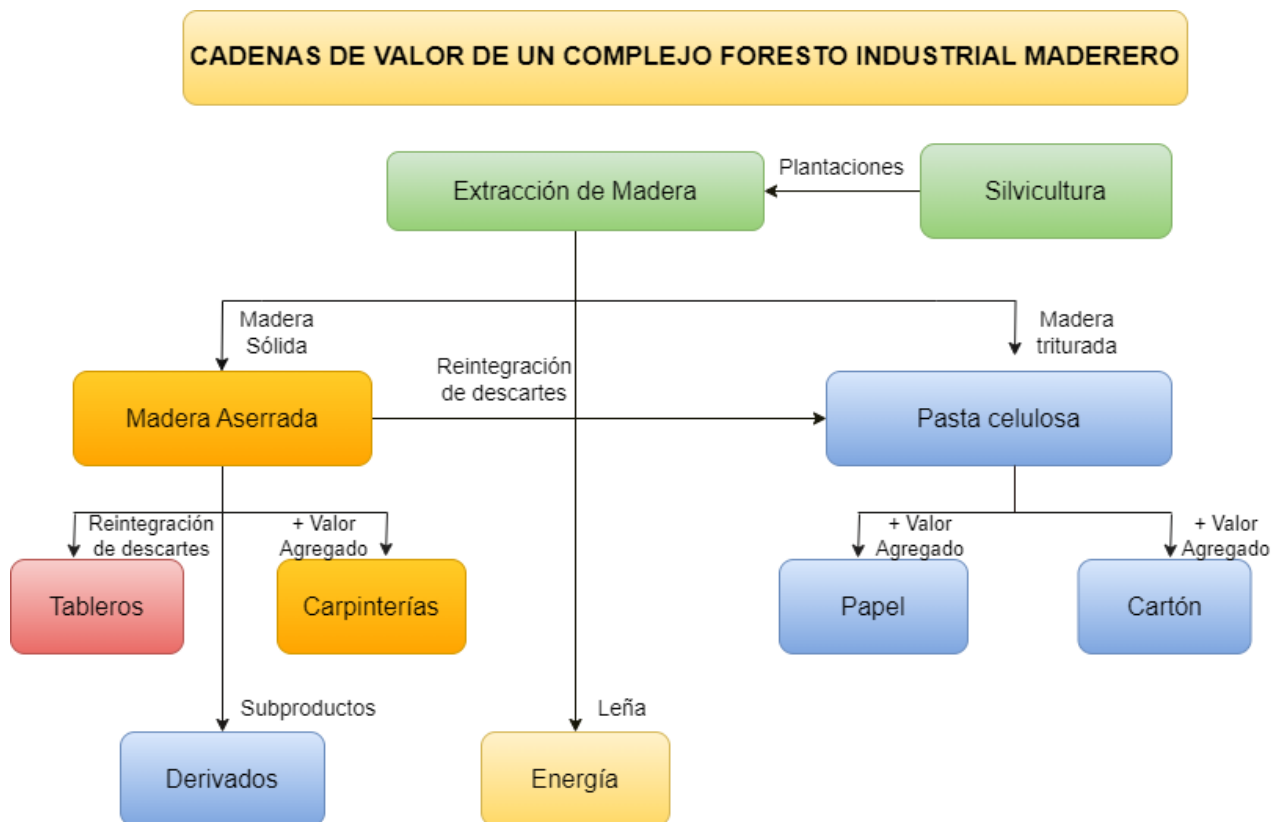 CADENAS DE VALOR DE UN COMPLEJO FORESTO INDUSTRIAL MADERERO
Plantaciones
Extracción de Madera
Silvicultura
Madera
Sólida
Madera
triturada
Reintegración
de descartes
Madera Aserrada
Pasta celulosa
Reintegración
de descartes
+ Valor
Agregado
+ Valor
Agregado
+ Valor
Agregado
Tableros
Carpinterías
Papel
Cartón
Subproductos
Leña
Derivados
Energía